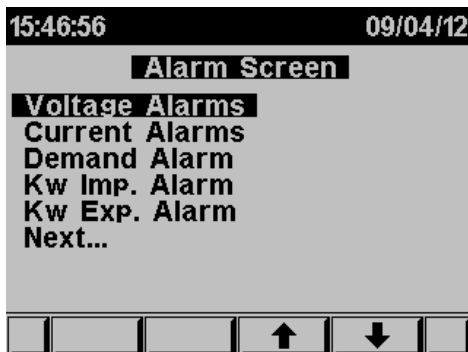 15:46:56 09/04/12
Alarm Screen
Voltage Alarms
Current Alarms
Demand Alarm
Kw Imp. Alarm
Kw Exp. Alarm
Next...